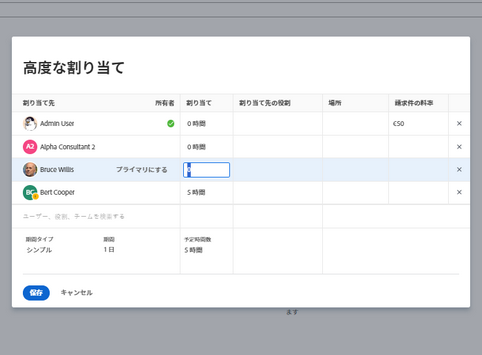 高度な割り当て
割り当て先 所有者 割り当て 割り当て先の役割 場所 請求件の料率
Admin User 0 時間 €50
A2 Alpha Consultant 2 0 時間
Bruce Willis プライマリにする
BC Bert Cooper 5 時間
ユーザー、役割、チームを検索する
期間タイプ 期間 予定時間数
シンプル 1 日 5 時間
保存 キャンセル
ます